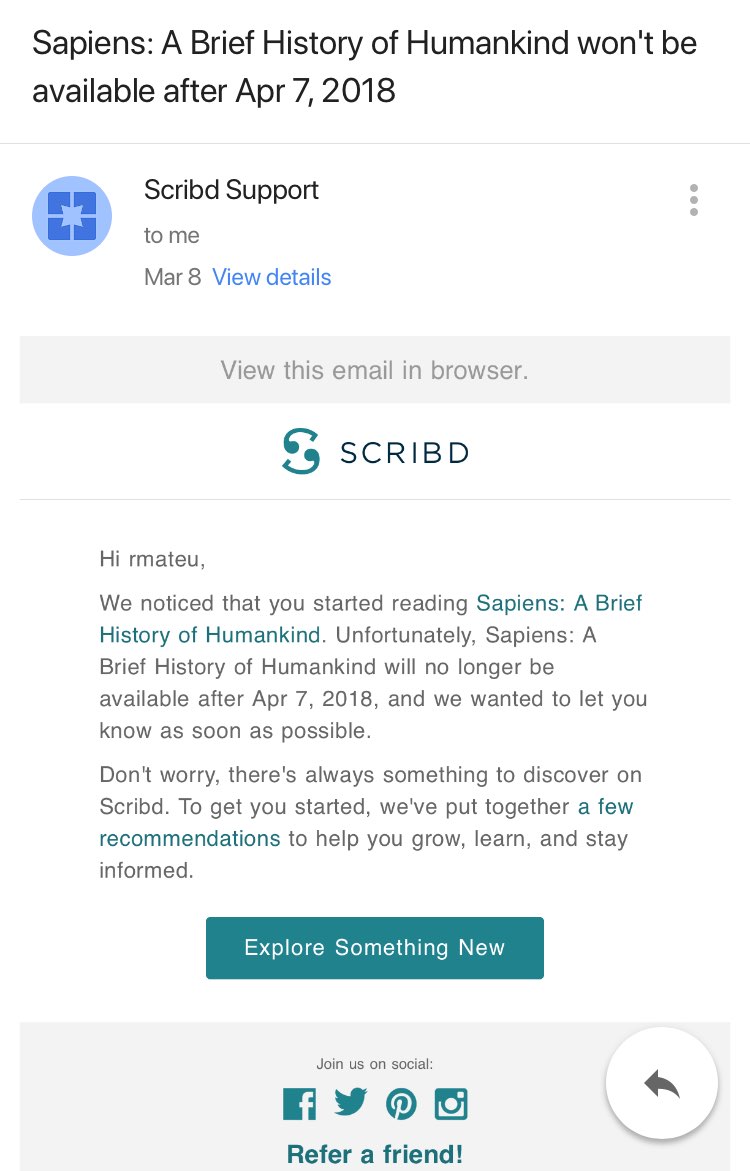 Sapiens: A Brief History of Humankind won't be
available after Apr 7, 2018
Scribd Support
to me
Mar 8 View details
View this email in browser.
SCRIBD
Hi rmateu,
We noticed that you started reading Sapiens: A Brief
History of Humankind. Unfortunately, Sapiens: A
Brief History of Humankind will no longer be
available after Apr 7, 2018, and we wanted to let you
know as soon as possible.
Don't worry, there's always something to discover on
Scribd. To get you started, we've put together a few
recommendations to help you grow, learn, and stay
informed.
Explore Something New
Join us on social:
Refer a friend!